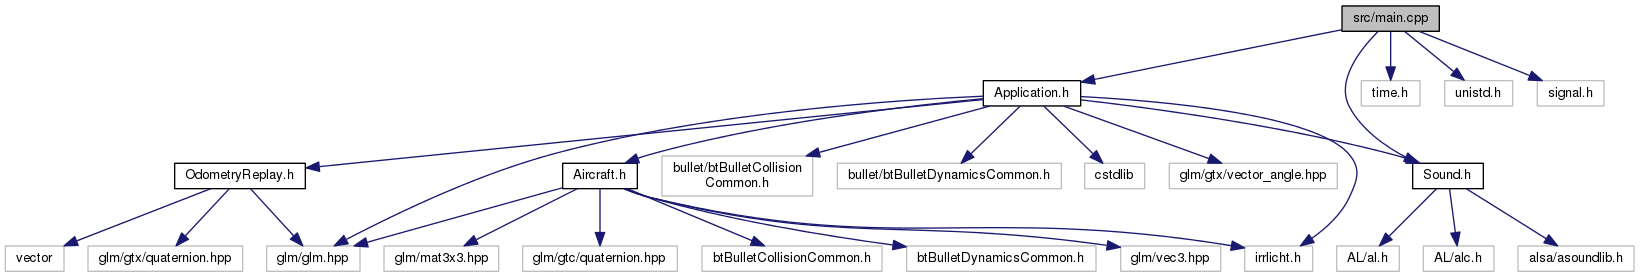 src/main.cpp
Application.h
time.h
unistd.h
signal.h
OdometryReplay.h
Aircraft.h
bullet/btBulletCollision
Common.h
bullet/btBulletDynamicsCommon.h
cstdlib
glm/gtx/vector_angle.hpp
Sound.h
vector
glm/gtx/quaternion.hpp
glm/glm.hpp
glm/mat3x3.hpp
glm/gtc/quaternion.hpp
btBulletCollisionCommon.h
btBulletDynamicsCommon.h
glm/vec3.hpp
irrlicht.h
AL/al.h
AL/alc.h
alsa/asoundlib.h